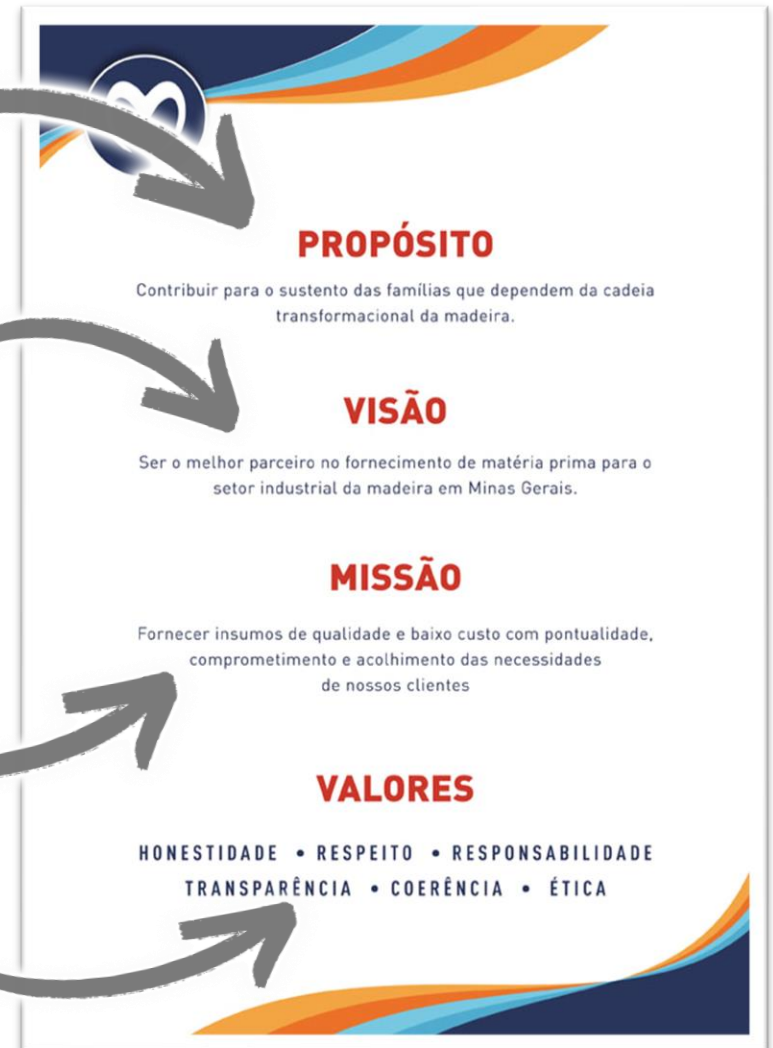 PROPÓSITO
Contribuir para o sustento das famílias que dependem da cadeia
transformacional da madeira.
VISÃO
Ser o melhor parceiro no fornecimento de matéria prima para o
setor industrial da madeira em Minas Gerais.
MISSÃO
Fornecer insumos de qualidade e baixo custo com pontualidade,
comprometimento e acolhimento das necessidades
de nossos clientes
VALORES
HONESTIDADE • RESPEITO • RESPONSABILIDADE
TRANSPARÊNCIA • COERÊNCIA • ÉTICA